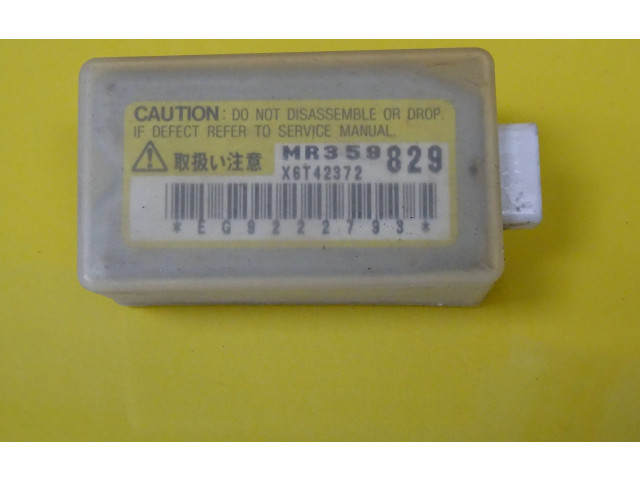 CAUTION: DO NOT DISASSEMBLE OR DROP.
IF DEFECT REFER TO SERVICE MANUAL.
取扱い注意 MR359829
X6T42372
*EG9222793*